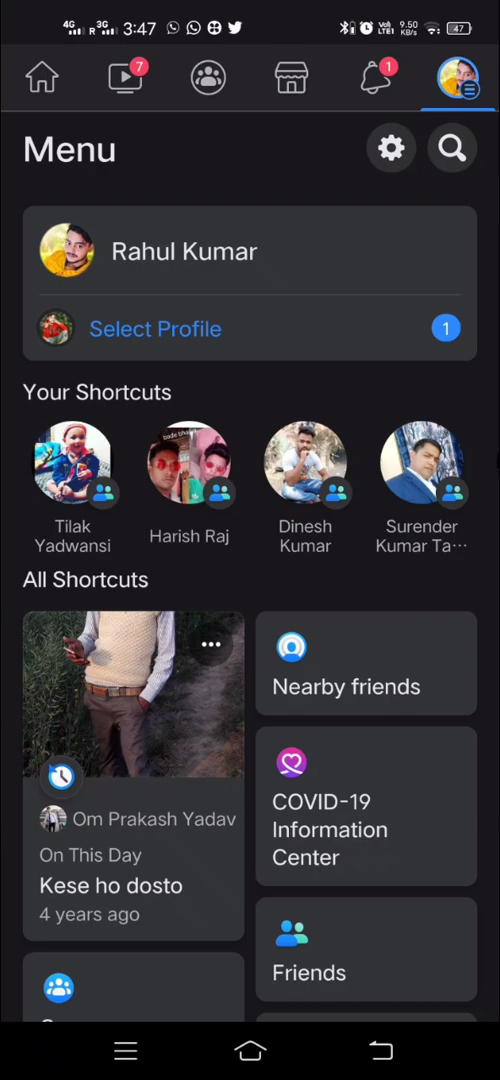 4G R 3G 3:47 Vo) LTE1 9.50 KB/s 47
7 1
Menu
Rahul Kumar
Select Profile 1
Your Shortcuts
Tilak
Yadwansi
Harish Raj
Dinesh
Kumar
Surender
Kumar Ta...
All Shortcuts
Nearby friends
COVID-19
Information
Center
Om Prakash Yadav
On This Day
Kese ho dosto
4 years ago
Friends